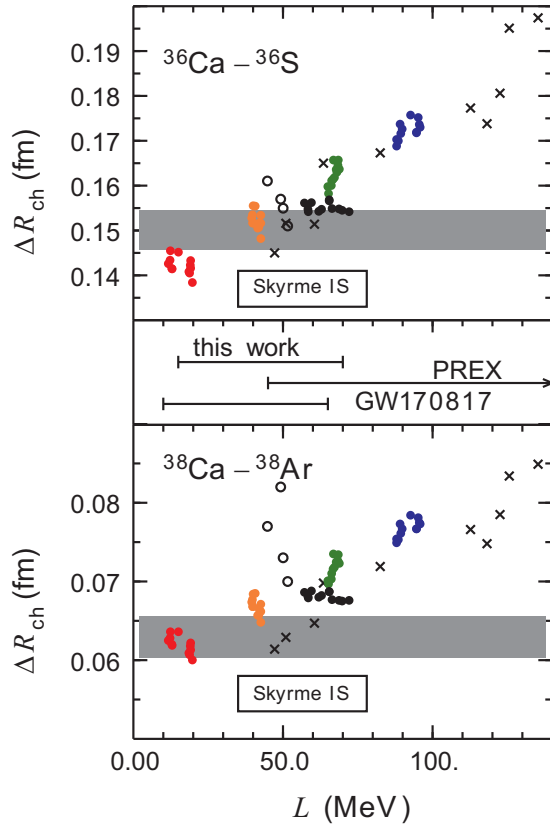 0.20
³⁶Ca – ³⁶S
0.19
0.18
0.17
0.16
0.15
0.14
ΔR_ch (fm)
Skyrme IS
this work
PREX
GW170817
³⁸Ca – ³⁸Ar
0.08
0.07
0.06
ΔR_ch (fm)
Skyrme IS
0.00 50.0 100.
L (MeV)